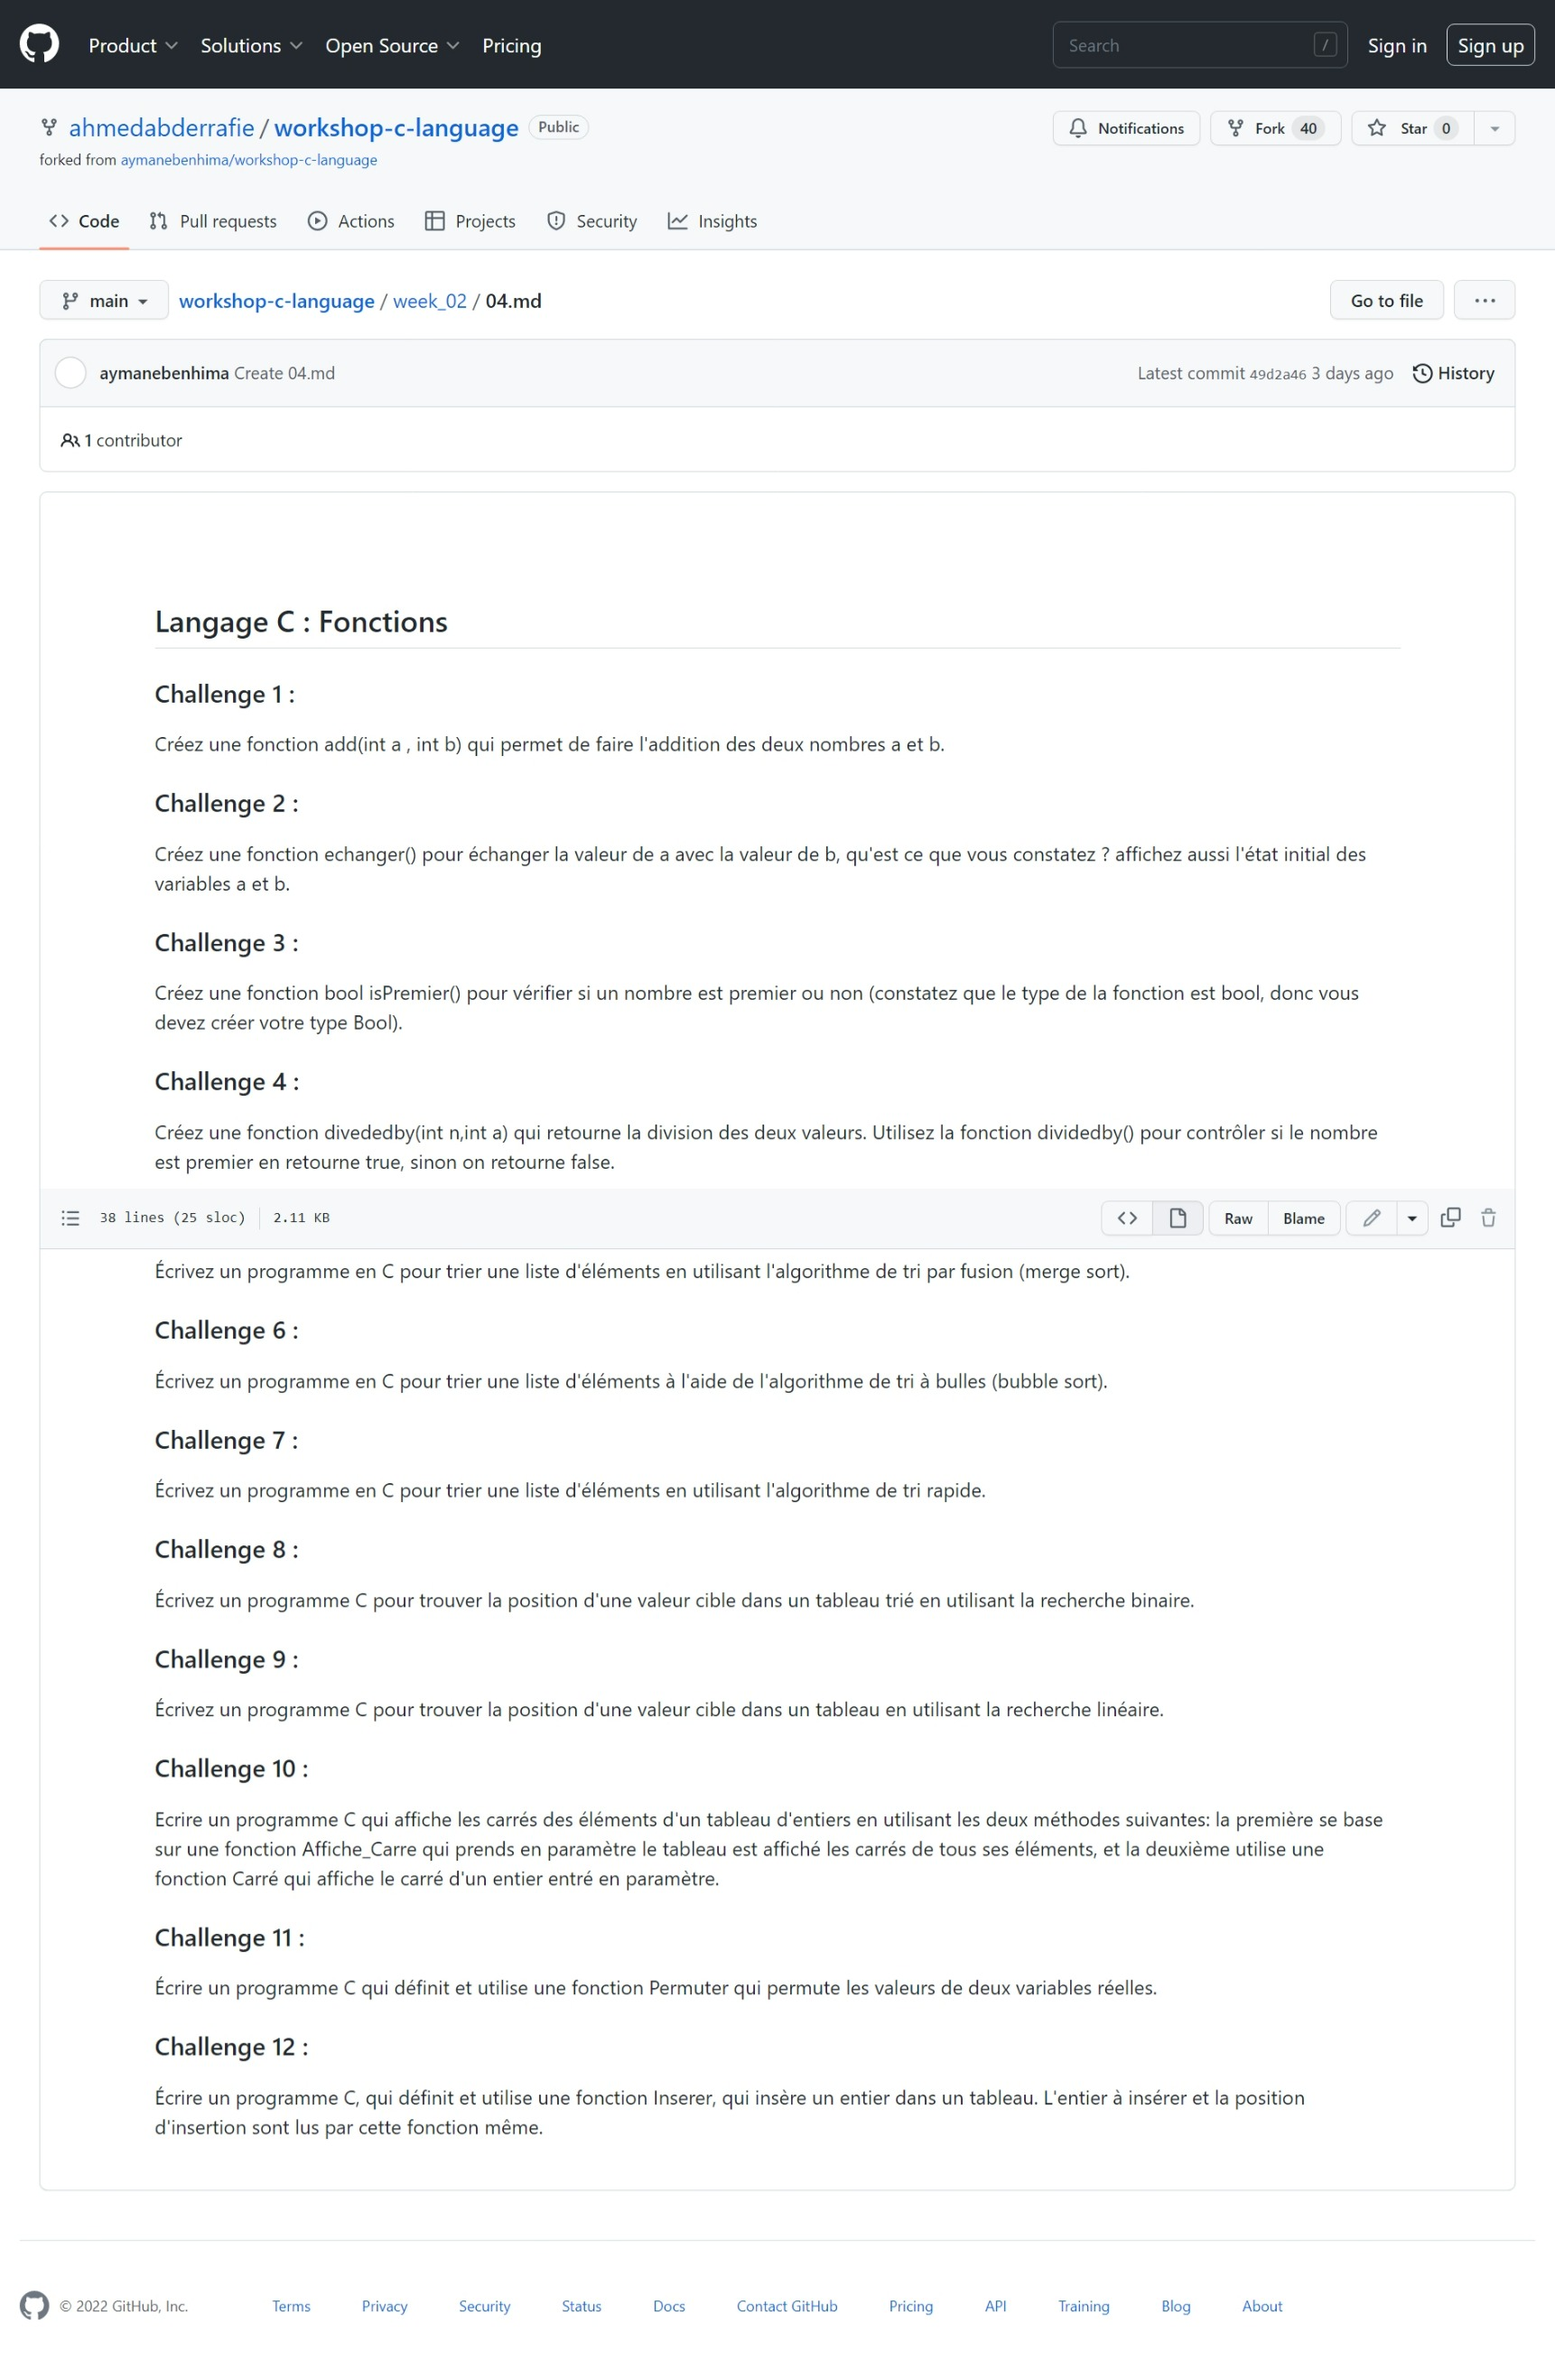 Product Solutions Open Source Pricing Search / Sign in Sign up
ahmedabderrafie / workshop-c-language Public Notifications Fork 40 Star 0
forked from aymanebenhima/workshop-c-language
Code Pull requests Actions Projects Security Insights
main workshop-c-language / week_02 / 04.md Go to file ...
aymanebenhima Create 04.md Latest commit 49d2a46 3 days ago History
1 contributor
Langage C : Fonctions
Challenge 1 :
Créez une fonction add(int a , int b) qui permet de faire l'addition des deux nombres a et b.
Challenge 2 :
Créez une fonction echanger() pour échanger la valeur de a avec la valeur de b, qu'est ce que vous constatez ? affichez aussi l'état initial des
variables a et b.
Challenge 3 :
Créez une fonction bool isPremier() pour vérifier si un nombre est premier ou non (constatez que le type de la fonction est bool, donc vous
devez créer votre type Bool).
Challenge 4 :
Créez une fonction divededby(int n,int a) qui retourne la division des deux valeurs. Utilisez la fonction dividedby() pour contrôler si le nombre
est premier en retourne true, sinon on retourne false.
38 lines (25 sloc) 2.11 KB Raw Blame
Écrivez un programme en C pour trier une liste d'éléments en utilisant l'algorithme de tri par fusion (merge sort).
Challenge 6 :
Écrivez un programme en C pour trier une liste d'éléments à l'aide de l'algorithme de tri à bulles (bubble sort).
Challenge 7 :
Écrivez un programme en C pour trier une liste d'éléments en utilisant l'algorithme de tri rapide.
Challenge 8 :
Écrivez un programme C pour trouver la position d'une valeur cible dans un tableau trié en utilisant la recherche binaire.
Challenge 9 :
Écrivez un programme C pour trouver la position d'une valeur cible dans un tableau en utilisant la recherche linéaire.
Challenge 10 :
Ecrire un programme C qui affiche les carrés des éléments d'un tableau d'entiers en utilisant les deux méthodes suivantes: la première se base
sur une fonction Affiche_Carre qui prends en paramètre le tableau est affiché les carrés de tous ses éléments, et la deuxième utilise une
fonction Carré qui affiche le carré d'un entier entré en paramètre.
Challenge 11 :
Écrire un programme C qui définit et utilise une fonction Permuter qui permute les valeurs de deux variables réelles.
Challenge 12 :
Écrire un programme C, qui définit et utilise une fonction Inserer, qui insère un entier dans un tableau. L'entier à insérer et la position
d'insertion sont lus par cette fonction même.
© 2022 GitHub, Inc. Terms Privacy Security Status Docs Contact GitHub Pricing API Training Blog About